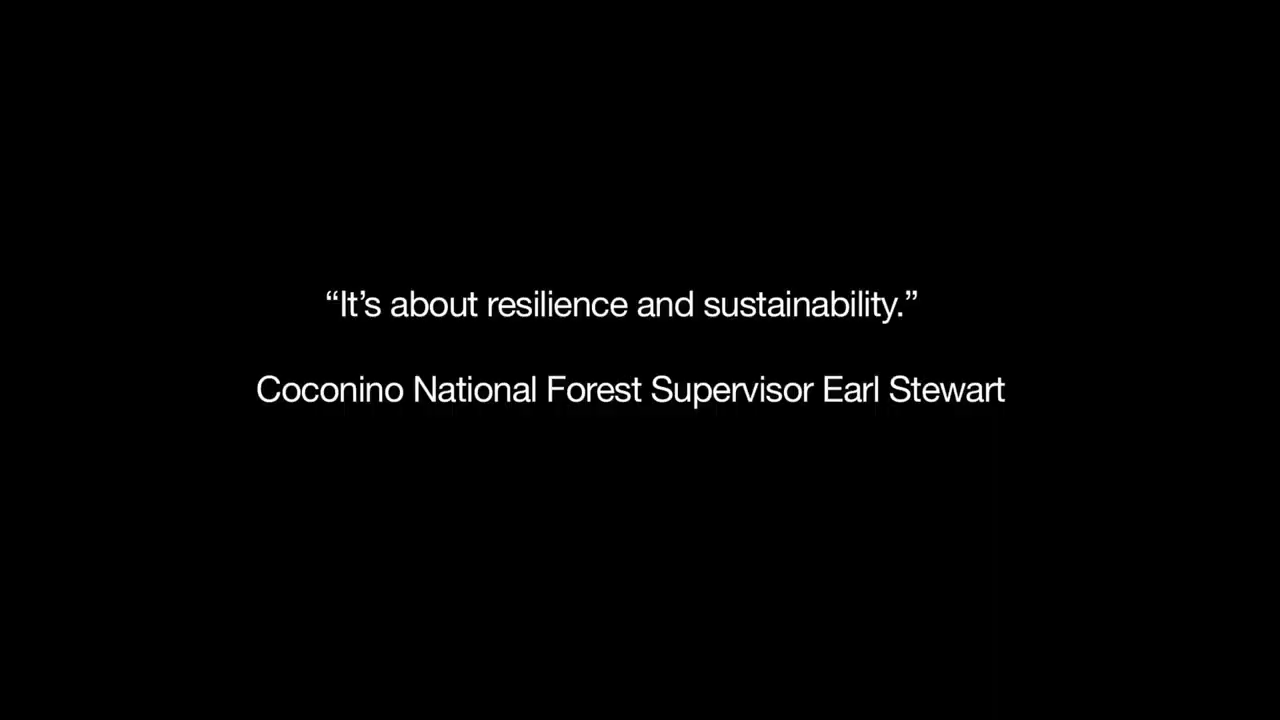 “It’s about resilience and sustainability.”
Coconino National Forest Supervisor Earl Stewart